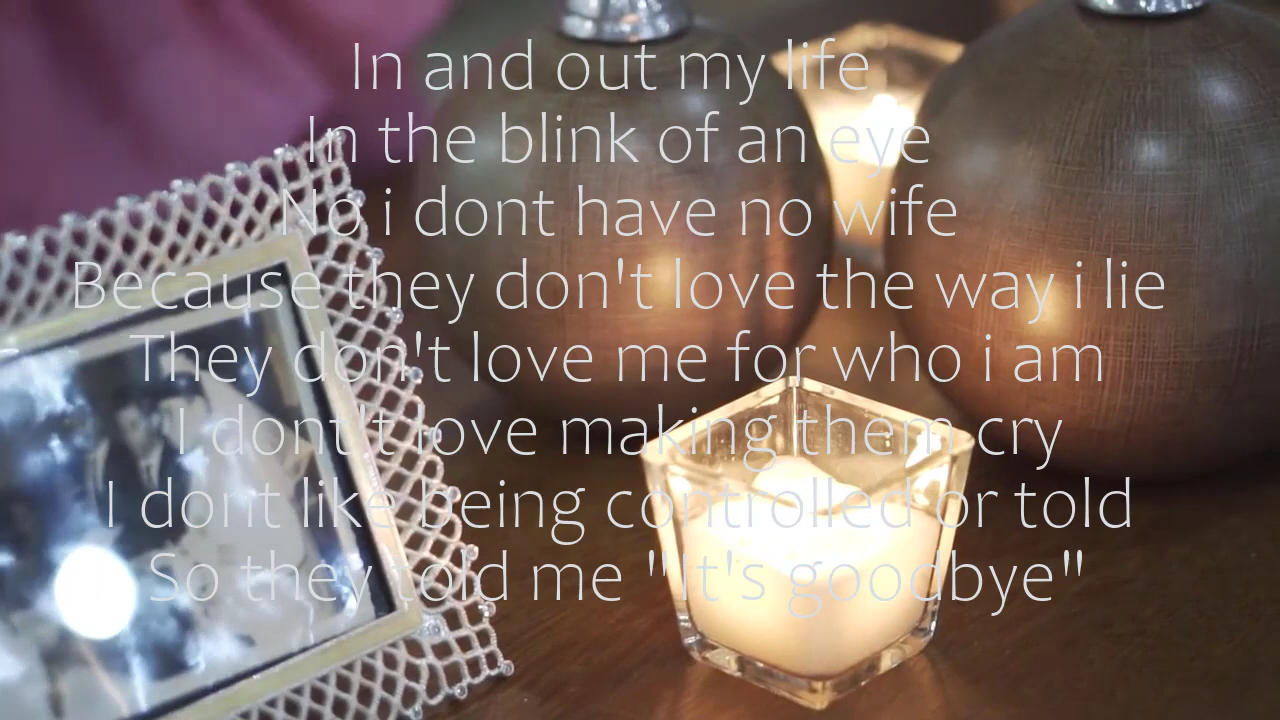 In and out my life
In the blink of an eye
No i dont have no wife
Because they don't love the way i lie
They don't love me for who i am
I dont't love making them cry
I dont like being controlled or told
So they told me "It's goodbye"